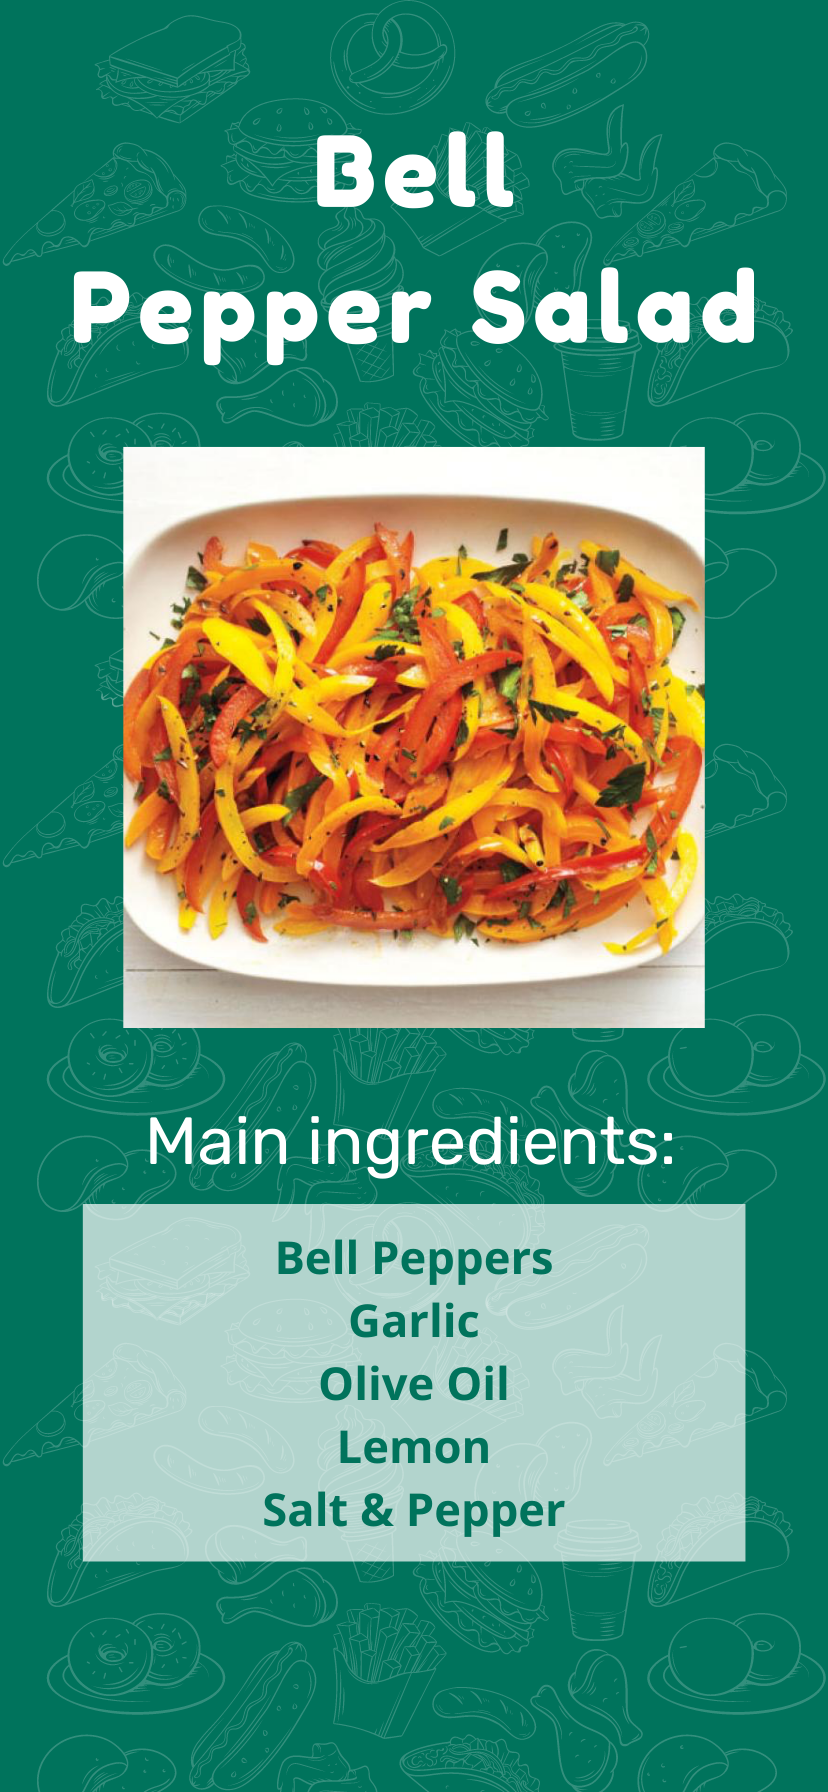 Bell
Pepper Salad
Main ingredients:
Bell Peppers
Garlic
Olive Oil
Lemon
Salt & Pepper